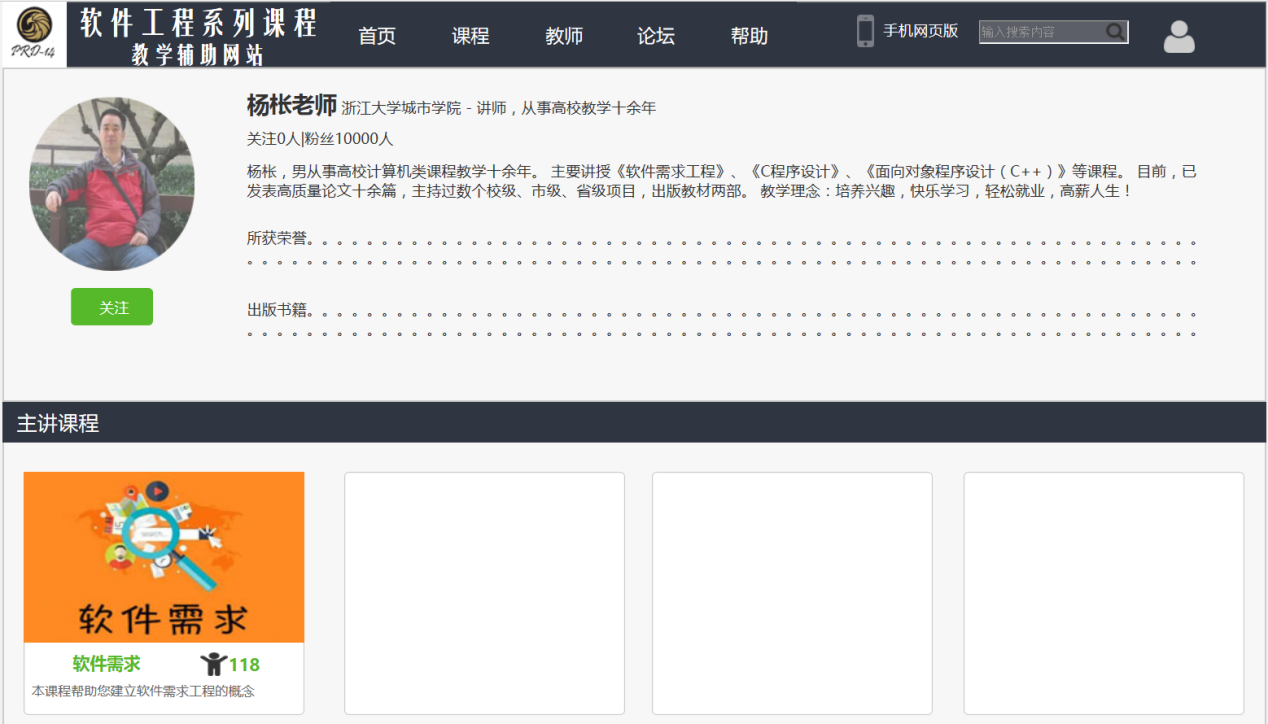 PRD-14
软件工程系列课程
教学辅助网站
首页 课程 教师 论坛 帮助
手机网页版
输入搜索内容
杨枨老师 浙江大学城市学院 - 讲师，从事高校教学十余年
关注0人|粉丝10000人
杨枨，男从事高校计算机类课程教学十余年。 主要讲授《软件需求工程》、《C程序设计》、《面向对象程序设计（C++）》等课程。 目前，已
发表高质量论文十余篇，主持过数个校级、市级、省级项目，出版教材两部。 教学理念：培养兴趣，快乐学习，轻松就业，高薪人生！
关注
所获荣誉。。。。。。。。。。。。。。。。。。。。。。。。。。。。。。。。。。。。。。。。。。。。。。。。。。。。。。。。。。。
。。。。。。。。。。。。。。。。。。。。。。。。。。。。。。。。。。。。。。。。。。。。。。。。。。。。。。。。。。。。。。。。
出版书籍。。。。。。。。。。。。。。。。。。。。。。。。。。。。。。。。。。。。。。。。。。。。。。。。。。。。。。。。。。。。
。。。。。。。。。。。。。。。。。。。。。。。。。。。。。。。。。。。。。。。。。。。。。。。。。。。。。。。。。。。。。。。。
主讲课程
软件需求
软件需求 118
本课程帮助您建立软件需求工程的概念